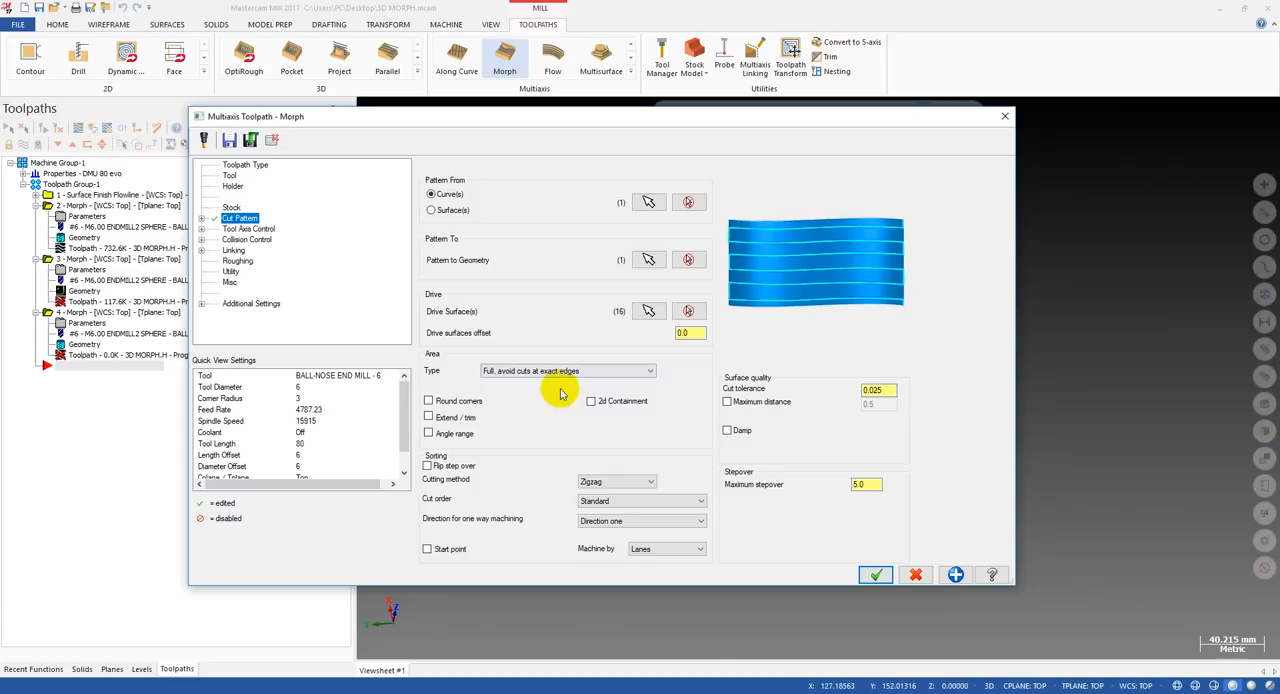 Mastercam Mill 2017 C:\Users\PC\Desktop\3D MORPH.mcam
MILL
FILE HOME WIREFRAME SURFACES SOLIDS MODEL PREP DRAFTING TRANSFORM MACHINE VIEW TOOLPATHS
Contour Drill Dynamic ... Face OptiRough Pocket Project Parallel Along Curve Morph Flow Multisurface Tool Manager Stock Model Probe Multiaxis Linking Toolpath Transform
Convert to 5-axis
Trim
Nesting
2D 3D Multiaxis Utilities
Toolpaths
Machine Group-1
Properties - DMU 80 evo
Toolpath Group-1
1 - Surface Finish Flowline - [WCS: Top] - [Tp
2 - Morph - [WCS: Top] - [Tplane: Top]
Parameters
#6 - M6.00 ENDMILL2 SPHERE - BALL
Geometry
Toolpath - 732.6K - 3D MORPH.H - Pr
3 - Morph - [WCS: Top] - [Tplane: Top]
Parameters
#6 - M6.00 ENDMILL2 SPHERE - BALL
Geometry
Toolpath - 117.6K - 3D MORPH.H - Pr
4 - Morph - [WCS: Top] - [Tplane: Top]
Parameters
#6 - M6.00 ENDMILL2 SPHERE - BALL
Geometry
Toolpath - 0.0K - 3D MORPH.H - Prog
Multiaxis Toolpath - Morph
Toolpath Type
Tool
Holder
Stock
Cut Pattern
Tool Axis Control
Collision Control
Linking
Roughing
Utility
Misc
Additional Settings
Quick View Settings
Tool BALL-NOSE END MILL - 6
Tool Diameter 6
Corner Radius 3
Feed Rate 4787.23
Spindle Speed 15915
Coolant Off
Tool Length 80
Length Offset 6
Diameter Offset 6
Cplane / Tplane Top
= edited
= disabled
Pattern From
Curve(s) (1)
Surface(s)
Pattern To
Pattern to Geometry (1)
Drive
Drive Surface(s) (16)
Drive surfaces offset 0.0
Area
Type Full, avoid cuts at exact edges
Round corners 2d Containment
Extend / trim
Angle range
Sorting
Flip step over
Cutting method Zigzag
Cut order Standard
Direction for one way machining Direction one
Start point Machine by Lanes
Surface quality
Cut tolerance 0.025
Maximum distance 0.5
Damp
Stepover
Maximum stepover 5.0
X
Z
Y
40.215 mm
Metric
Recent Functions Solids Planes Levels Toolpaths Viewsheet #1
X: 127.18563 Y: 152.01316 Z: 0.00000 3D CPLANE: TOP TPLANE: TOP WCS: TOP